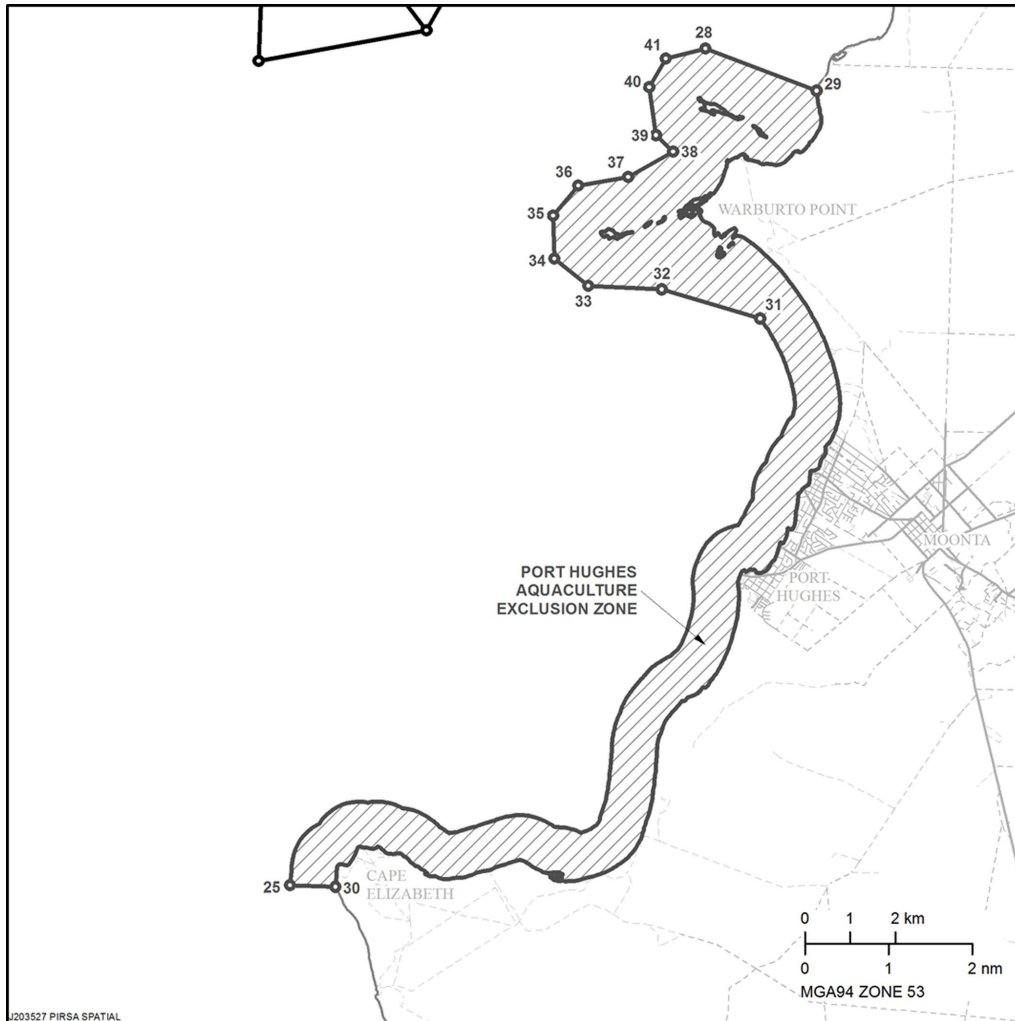 28
41
40
29
39
38
37
36
WARBURTO POINT
35
34
32
33
31
MOONTA
PORT HUGHES
AQUACULTURE
EXCLUSION ZONE
PORT
HUGHES
CAPE
ELIZABETH
25
30
0 1 2 km
0 1 2 nm
MGA94 ZONE 53
J203527 PIRSA SPATIAL